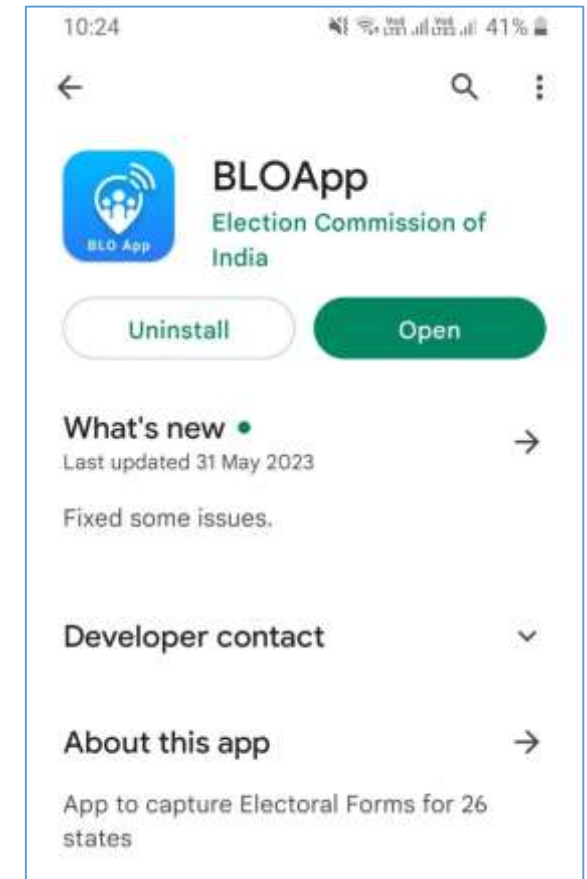 10:24
41%
BLOApp
BLO App
Election Commission of
India
Uninstall
Open
What's new
Last updated 31 May 2023
Fixed some issues.
Developer contact
About this app
App to capture Electoral Forms for 26
states